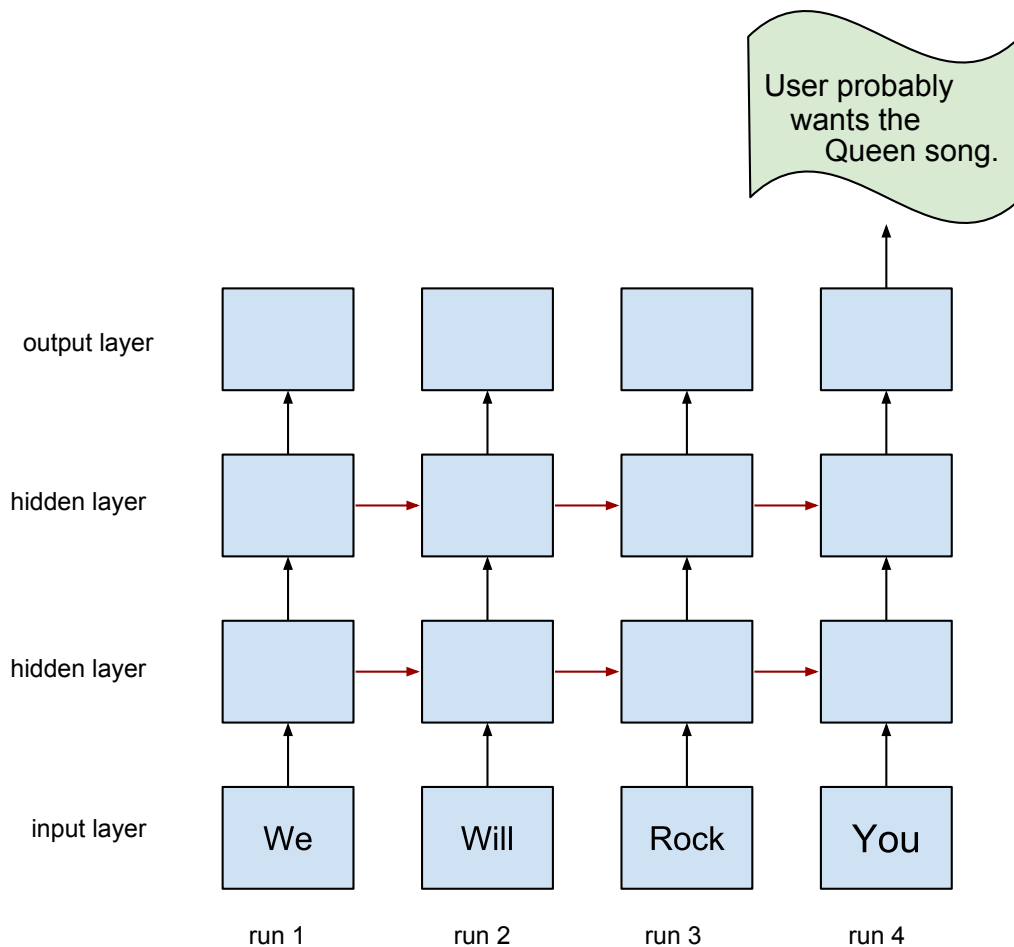 User probably
wants the
Queen song.
output layer
hidden layer
hidden layer
input layer
We
Will
Rock
You
run 1
run 2
run 3
run 4